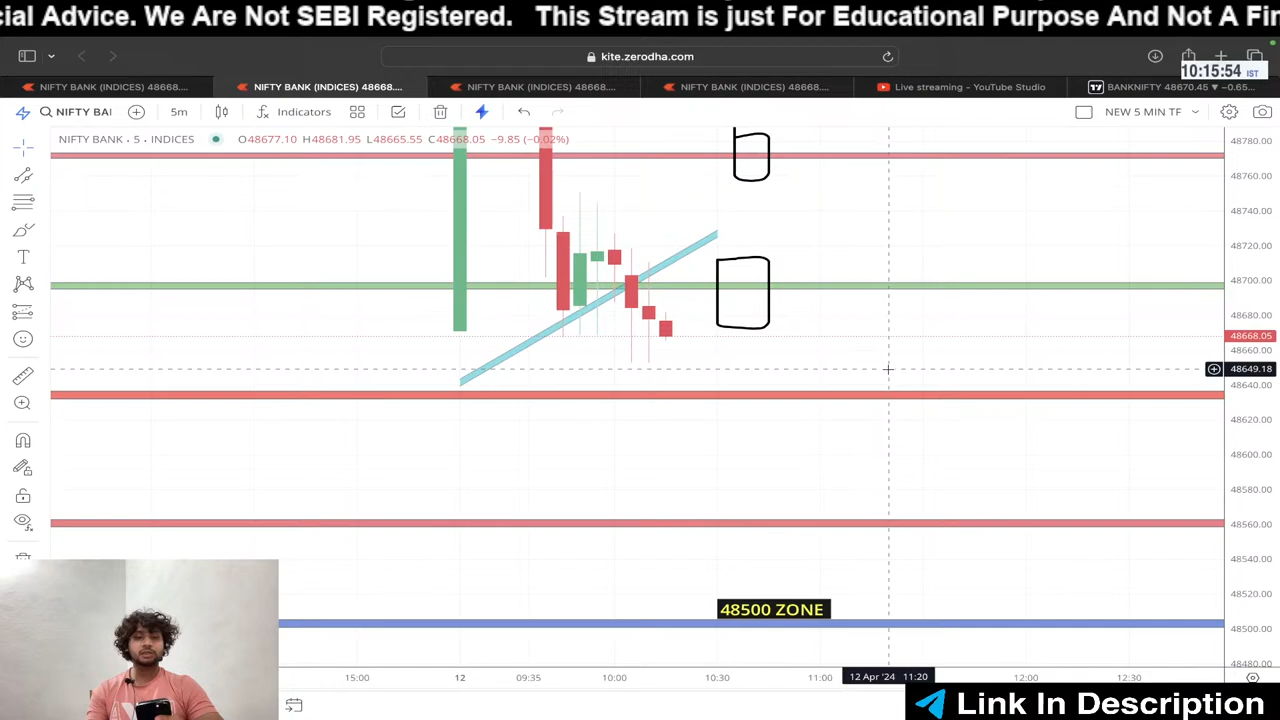 cial Advice. We Are Not SEBI Registered. This Stream is just For Educational Purpose And Not A Fi
kite.zerodha.com
10:15:54 IST
NIFTY BANK (INDICES) 48668....
NIFTY BANK (INDICES) 48668....
NIFTY BANK (INDICES) 48668....
NIFTY BANK (INDICES) 48668....
Live streaming - YouTube Studio
BANKNIFTY 48670.45 ▼ −0.65...
NIFTY BAI
5m
Indicators
NEW 5 MIN TF
NIFTY BANK · 5 · INDICES
O48677.10 H48681.95 L48665.55 C48668.05 −9.85 (−0.02%)
48780.00
48760.00
48740.00
48720.00
48700.00
48680.00
48668.05
48660.00
48649.18
48640.00
48620.00
48600.00
48580.00
48560.00
48540.00
48520.00
48500 ZONE
48500.00
48480.00
15:00
12
09:35
10:00
10:30
11:00
12 Apr '24 11:20
12:00
12:30
Link In Description